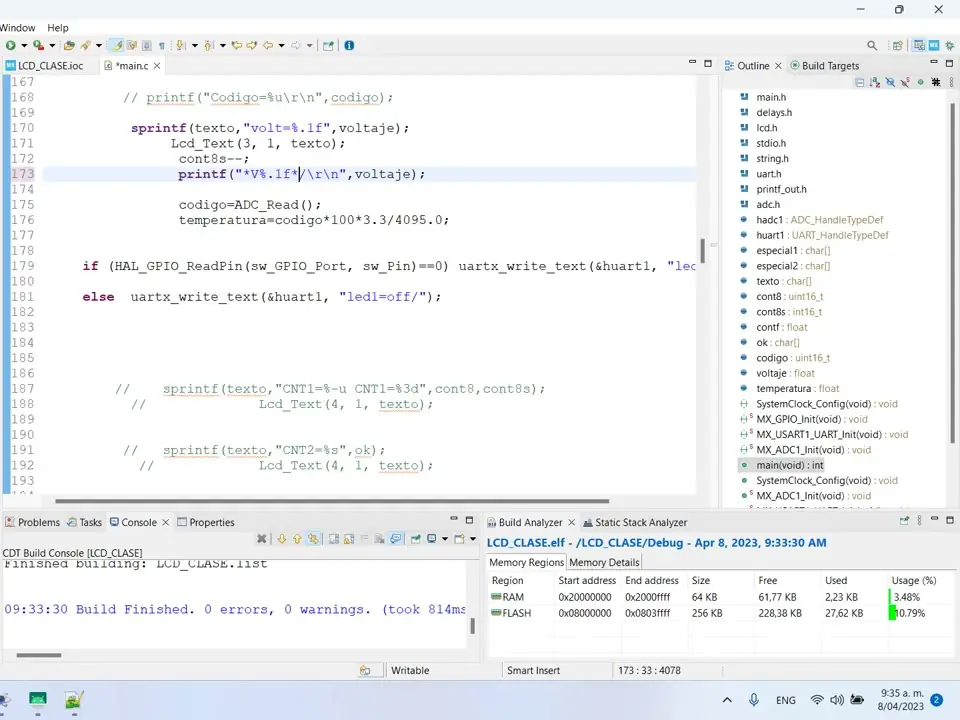 Window Help
LCD_CLASE.ioc *main.c
167
168 // printf("Codigo=%u\r\n",codigo);
169
170 sprintf(texto,"volt=%.1f",voltaje);
171 Lcd_Text(3, 1, texto);
172 cont8s--;
173 printf("*V%.1f*/\r\n",voltaje);
174
175 codigo=ADC_Read();
176 temperatura=codigo*100*3.3/4095.0;
177
178
179 if (HAL_GPIO_ReadPin(sw_GPIO_Port, sw_Pin)==0) uartx_write_text(&huart1, "led
180
181 else uartx_write_text(&huart1, "led1=off/");
182
183
184
185
186
187 // sprintf(texto,"CNT1=%-u CNT1=%3d",cont8,cont8s);
188 // Lcd_Text(4, 1, texto);
189
190
191 // sprintf(texto,"CNT2=%s",ok);
192 // Lcd_Text(4, 1, texto);
193
Outline Build Targets
main.h
delays.h
lcd.h
stdio.h
string.h
uart.h
printf_out.h
adc.h
hadc1 : ADC_HandleTypeDef
huart1 : UART_HandleTypeDef
especial1 : char[]
especial2 : char[]
texto : char[]
cont8 : uint16_t
cont8s : int16_t
contf : float
ok : char[]
codigo : uint16_t
voltaje : float
temperatura : float
SystemClock_Config(void) : void
MX_GPIO_Init(void) : void
MX_USART1_UART_Init(void) : void
MX_ADC1_Init(void) : void
main(void) : int
SystemClock_Config(void) : void
MX_ADC1_Init(void) : void
Problems Tasks Console Properties
CDT Build Console [LCD_CLASE]
Finished building: LCD_CLASE.list
09:33:30 Build Finished. 0 errors, 0 warnings. (took 814ms
Build Analyzer Static Stack Analyzer
LCD_CLASE.elf - /LCD_CLASE/Debug - Apr 8, 2023, 9:33:30 AM
Memory Regions Memory Details
Region Start address End address Size Free Used Usage (%)
RAM 0x20000000 0x2000ffff 64 KB 61,77 KB 2,23 KB 3.48%
FLASH 0x08000000 0x0803ffff 256 KB 228,38 KB 27,62 KB 10.79%
Writable Smart Insert 173 : 33 : 4078
ENG 9:35 a. m.
8/04/2023 2